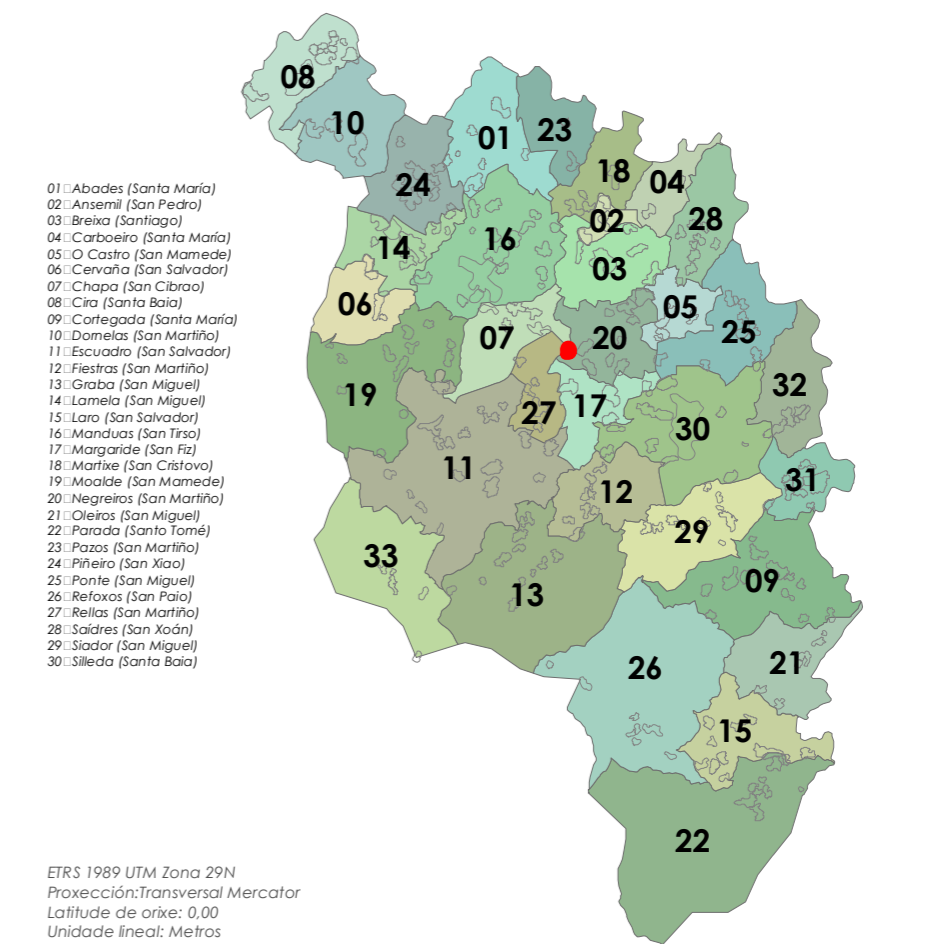 08
10
01
23
18
04
24
02
28
14
16
03
06
05
07
20
25
19
27
17
32
30
11
12
31
29
33
13
09
26
21
15
22
01 Abades (Santa María)
02 Ansemil (San Pedro)
03 Breixa (Santiago)
04 Carboeiro (Santa María)
05 O Castro (San Mamede)
06 Cervaña (San Salvador)
07 Chapa (San Cibrao)
08 Cira (Santa Baia)
09 Cortegada (Santa María)
10 Dornelas (San Martiño)
11 Escuadro (San Salvador)
12 Fiestras (San Martiño)
13 Graba (San Miguel)
14 Lamela (San Miguel)
15 Laro (San Salvador)
16 Manduas (San Tirso)
17 Margaride (San Fiz)
18 Martixe (San Cristovo)
19 Moalde (San Mamede)
20 Negreiros (San Martiño)
21 Oleiros (San Miguel)
22 Parada (Santo Tomé)
23 Pazos (San Martiño)
24 Piñeiro (San Xiao)
25 Ponte (San Miguel)
26 Refoxos (San Paio)
27 Rellas (San Martiño)
28 Saídres (San Xoán)
29 Siador (San Miguel)
30 Silleda (Santa Baia)
ETRS 1989 UTM Zona 29N
Proxección:Transversal Mercator
Latitude de orixe: 0,00
Unidade lineal: Metros